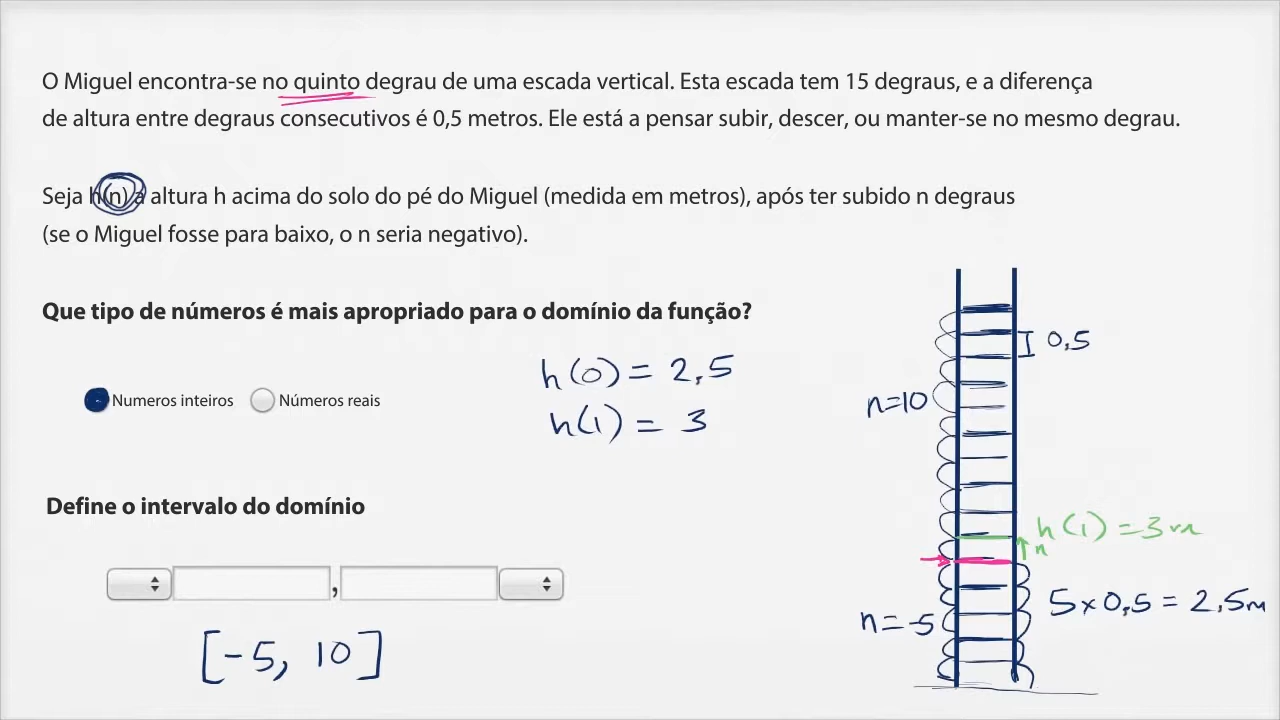 O Miguel encontra-se no quinto degrau de uma escada vertical. Esta escada tem 15 degraus, e a diferença
de altura entre degraus consecutivos é 0,5 metros. Ele está a pensar subir, descer, ou manter-se no mesmo degrau.
Seja h(n) a altura h acima do solo do pé do Miguel (medida em metros), após ter subido n degraus
(se o Miguel fosse para baixo, o n seria negativo).
Que tipo de números é mais apropriado para o domínio da função?
h(0) = 2,5
0,5
Numeros inteiros Números reais
n=10
h(1) = 3
Define o intervalo do domínio
h(1) = 3m
n
,
5 x 0,5 = 2,5m
n=-5
[-5, 10]